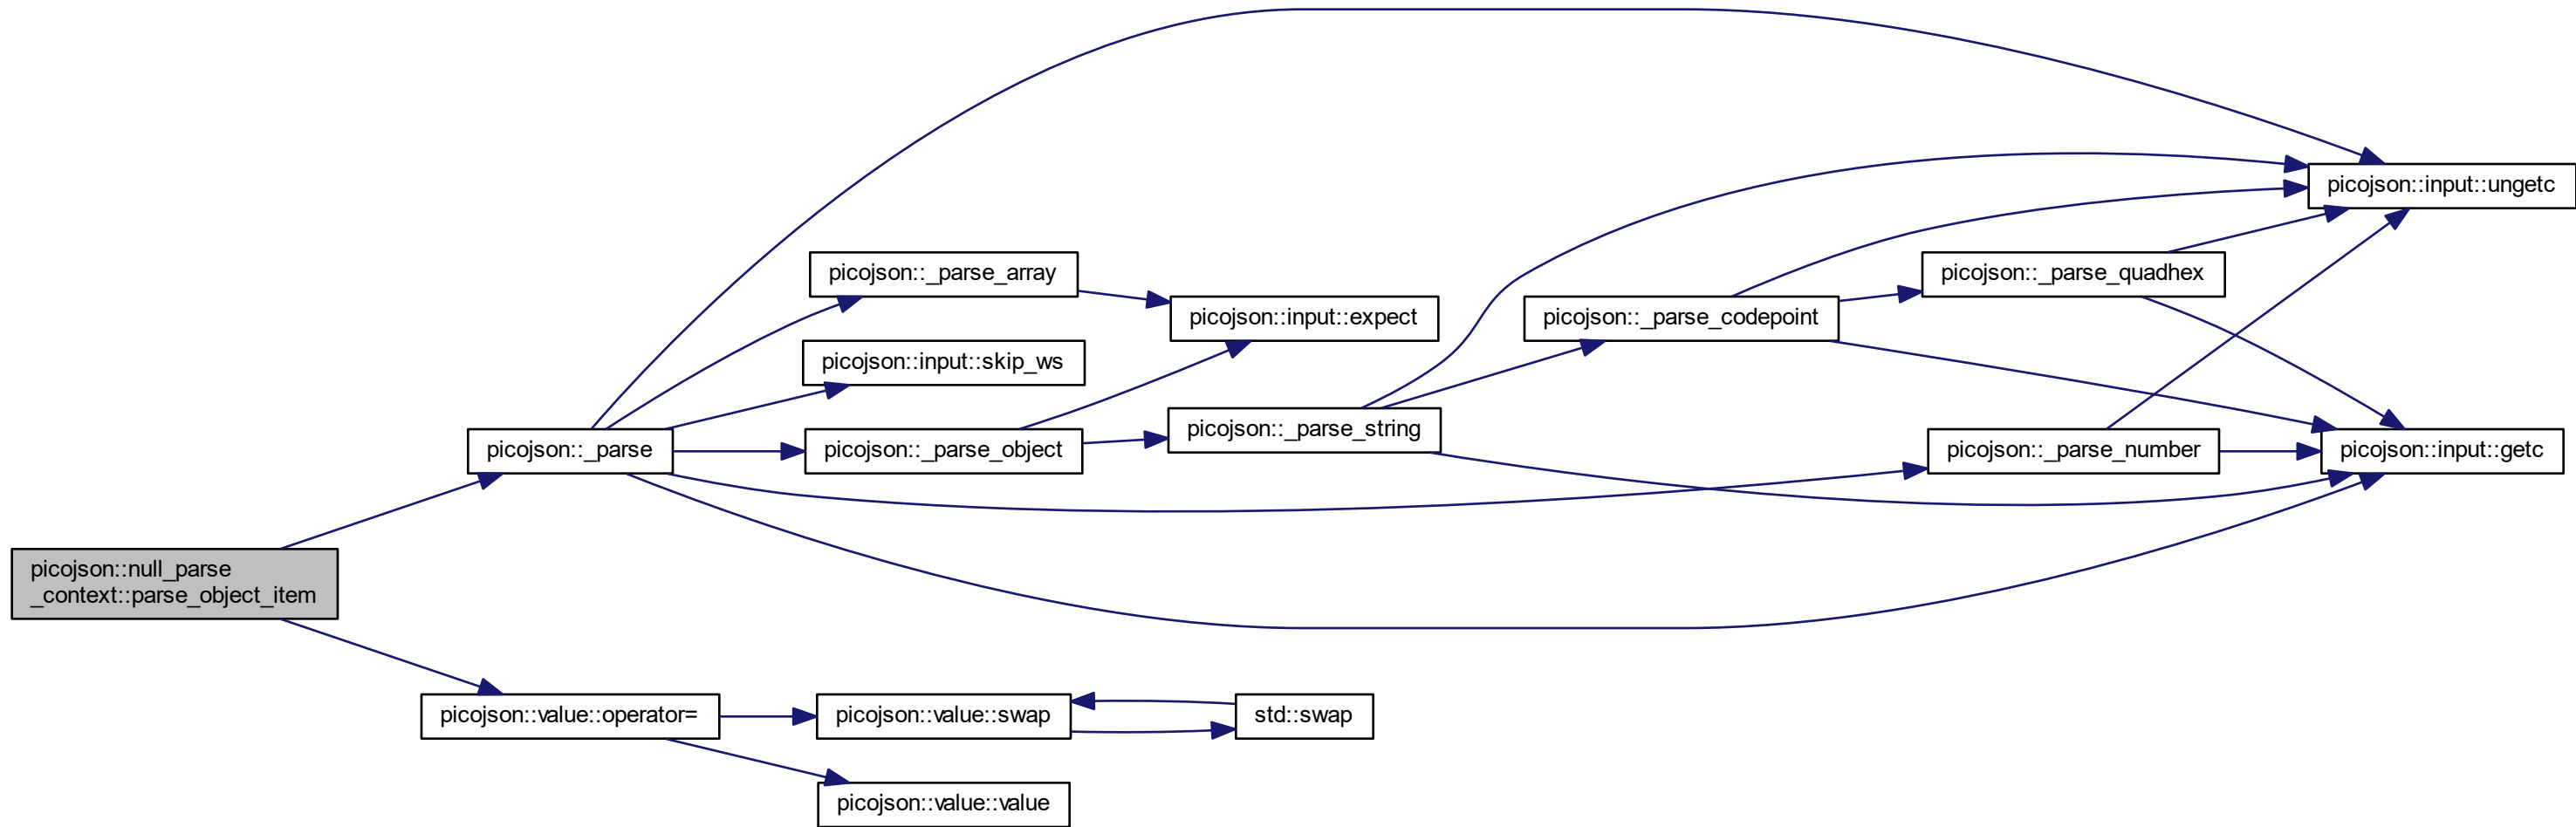 picojson::input::ungetc
picojson::_parse_array
picojson::_parse_quadhex
picojson::input::expect
picojson::_parse_codepoint
picojson::input::skip_ws
picojson::_parse_string
picojson::_parse
picojson::_parse_object
picojson::_parse_number
picojson::input::getc
picojson::null_parse
_context::parse_object_item
picojson::value::operator=
picojson::value::swap
std::swap
picojson::value::value